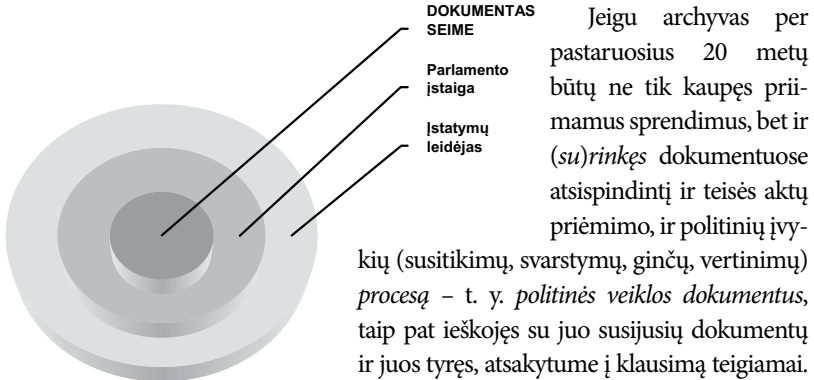 DOKUMENTAS
SEIME
Parlamento
įstaiga
Įstatymų
leidėjas
Jeigu archyvas per
pastaruosius 20 metų
būtų ne tik kaupęs prii-
mamus sprendimus, bet ir
(su)rinkęs dokumentuose
atsispindintį ir teisės aktų
priėmimo, ir politinių įvy-
kių (susitikimų, svarstymų, ginčų, vertinimų)
procesą – t. y. politinės veiklos dokumentus,
taip pat ieškojęs su juo susijusių dokumentų
ir juos tyręs, atsakytume į klausimą teigiamai.